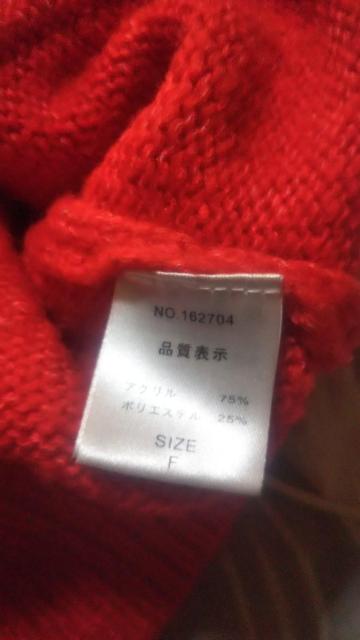 NO.162704
品質表示
アクリル 75%
ポリエステル 25%
SIZE
F